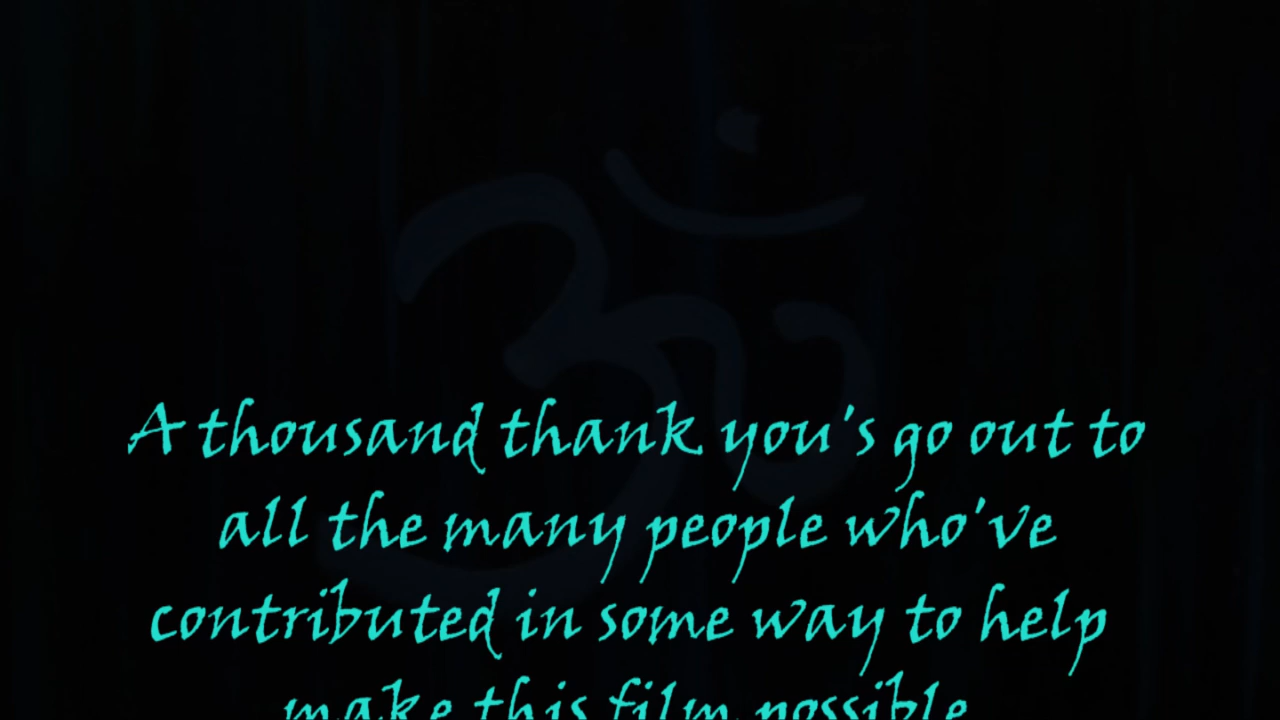 A thousand thank you's go out to
all the many people who've
contributed in some way to help
make this film possible
ॐ